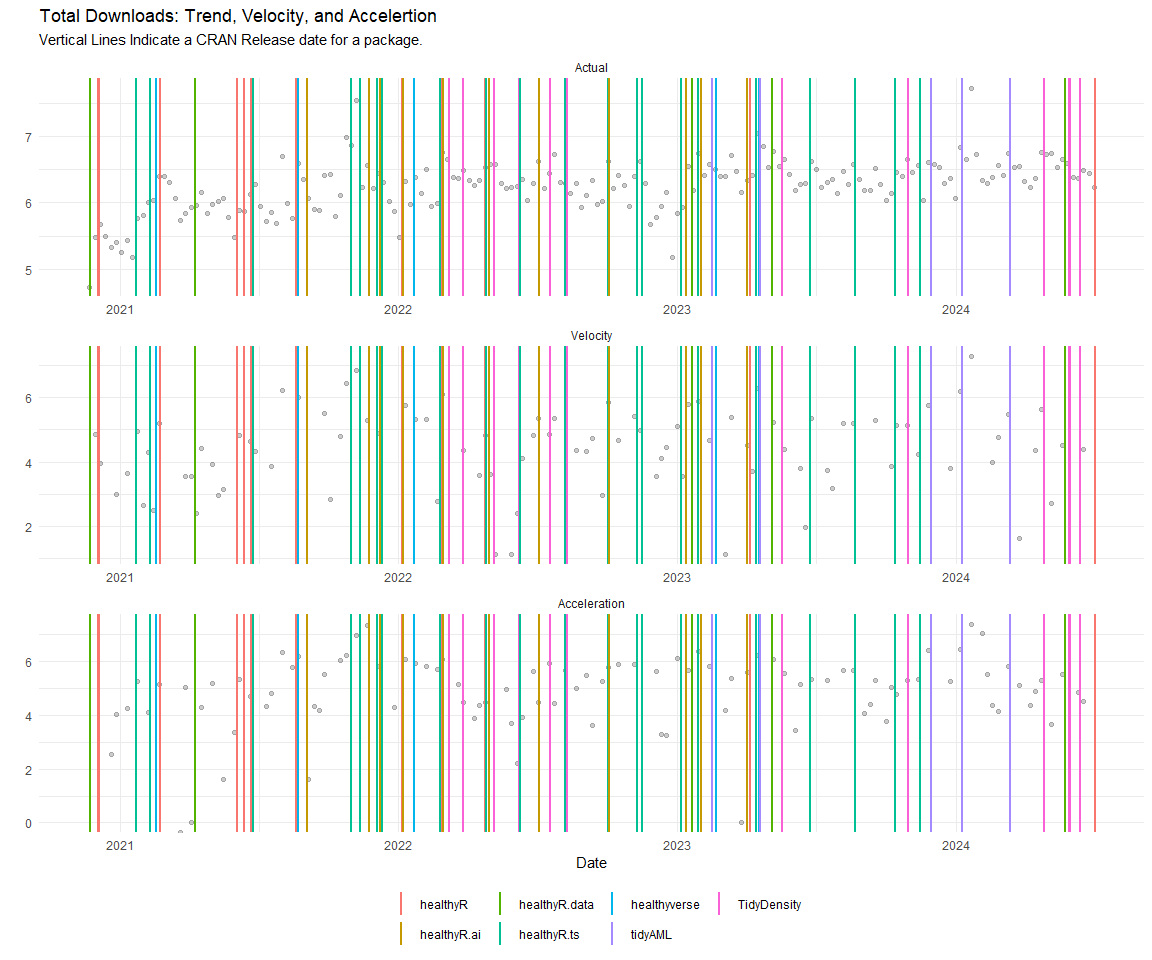 Total Downloads: Trend, Velocity, and Accelertion
Vertical Lines Indicate a CRAN Release date for a package.
Actual
7
6
5
2021 2022 2023 2024
Velocity
6
4
2
2021 2022 2023 2024
Acceleration
6
4
2
0
2021 2022 2023 2024
Date
healthyR healthyR.data healthyverse TidyDensity
healthyR.ai healthyR.ts tidyAML